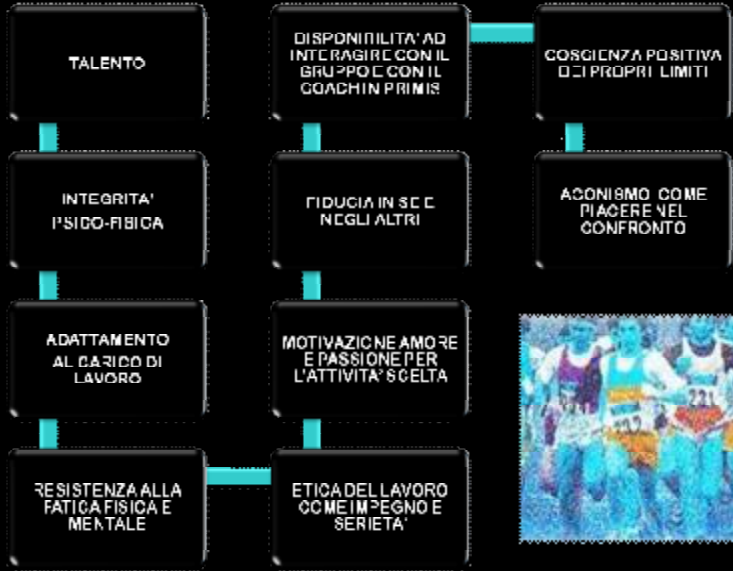 TALENTO
INTEGRITA'
PSICO-FISICA
ADATTAMENTO
AL CARICO DI
LAVORO
RESISTENZA ALLA
FATICA FISICA E
MENTALE
ETICA DEL LAVORO
COME IMPEGNO E
SERIETA'
MOTIVAZIONE AMORE
E PASSIONE PER
L'ATTIVITA' SCELTA
FIDUCIA IN SE E
NEGLI ALTRI
DISPONIBILITA' AD
INTERAGIRE CON IL
GRUPPO E CON IL
COACH IN PRIMIS
COSCIENZA POSITIVA
DEI PROPRI LIMITI
AGONISMO COME
PIACERE NEL
CONFRONTO
221